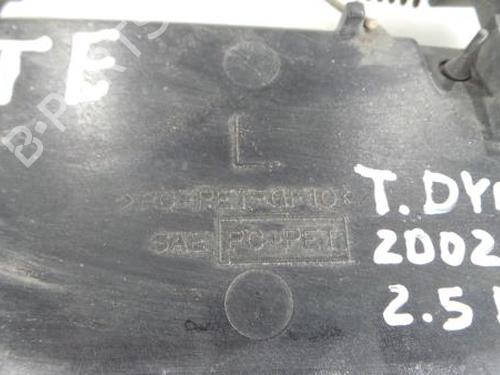 TE
L
>PC+PET-GF10<
SAE PC+PET
T.DY
2002
2.5